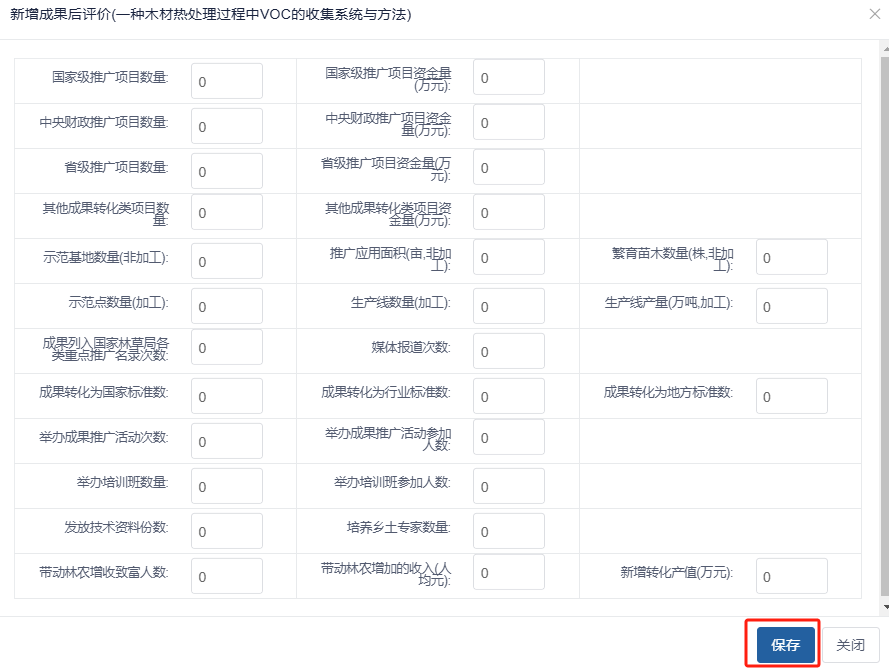 新增成果后评价(一种木材热处理过程中VOC的收集系统与方法)
国家级推广项目数量: 0 国家级推广项目资金量(万元): 0
中央财政推广项目数量: 0 中央财政推广项目资金量(万元): 0
省级推广项目数量: 0 省级推广项目资金量(万元): 0
其他成果转化类项目数量: 0 其他成果转化类项目资金量(万元): 0
示范基地数量(非加工): 0 推广应用面积(亩,非加工): 0 繁育苗木数量(株,非加工): 0
示范点数量(加工): 0 生产线数量(加工): 0 生产线产量(万吨,加工): 0
成果列入国家林草局各类重点推广名录次数: 0 媒体报道次数: 0
成果转化为国家标准数: 0 成果转化为行业标准数: 0 成果转化为地方标准数: 0
举办成果推广活动次数: 0 举办成果推广活动参加人数: 0
举办培训班数量: 0 举办培训班参加人数: 0
发放技术资料份数: 0 培养乡土专家数量: 0
带动林农增收致富人数: 0 带动林农增加的收入(人均元): 0 新增转化产值(万元): 0
保存 关闭